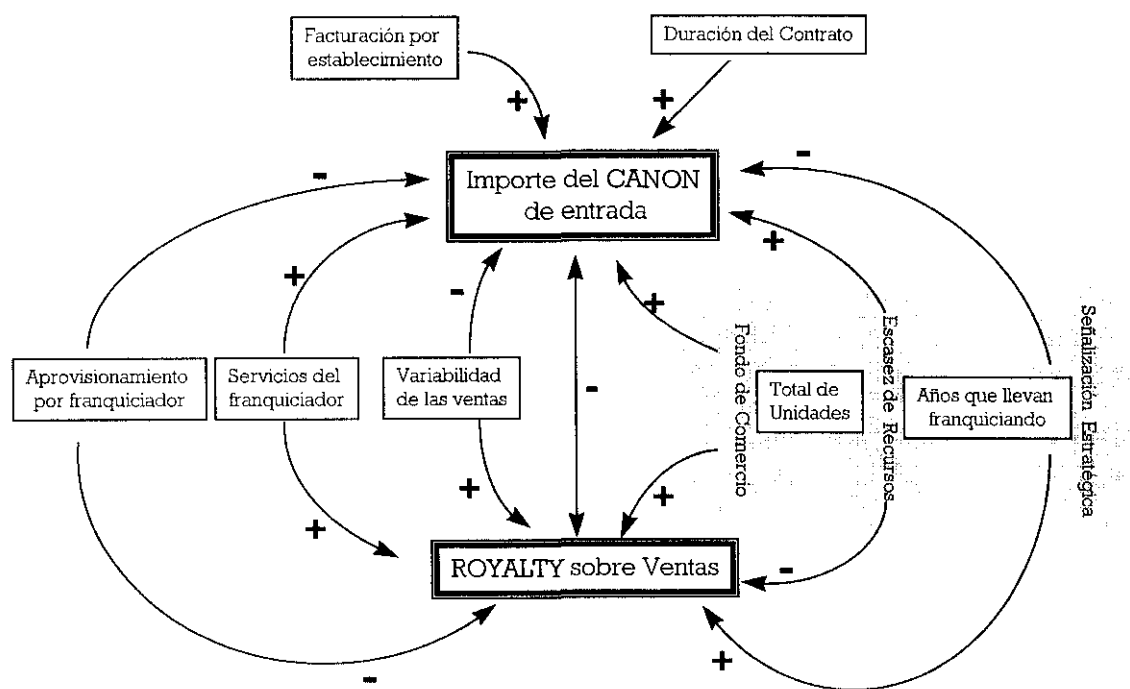 Facturación por
establecimiento
Duración del Contrato
+
+
-
-
Importe del CANON
de entrada
+
+
-
+
+
Aprovisionamiento
por franquiciador
Servicios del
franquiciador
Variabilidad
de las ventas
-
Fondo de Comercio
Total de
Unidades
Escasez de Recursos
Años que llevan
franquiciando
Señalización Estratégica
+
+
+
ROYALTY sobre Ventas
-
-
+